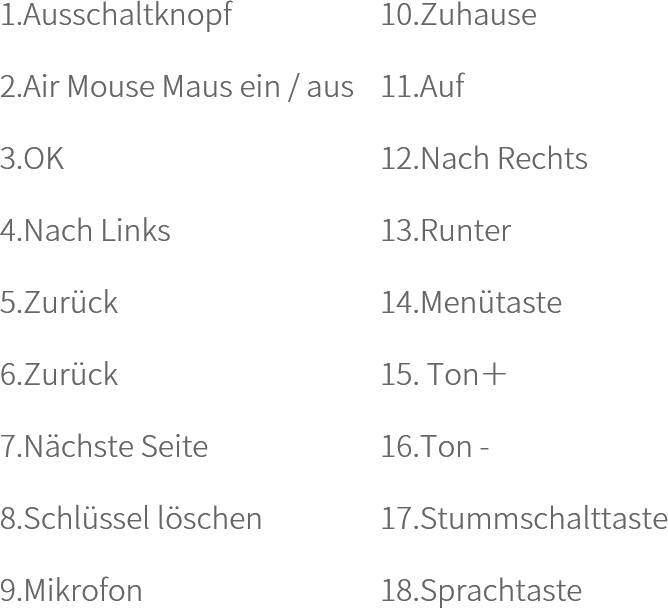 1.Ausschaltknopf
2.Air Mouse Maus ein / aus
3.OK
4.Nach Links
5.Zurück
6.Zurück
7.Nächste Seite
8.Schlüssel löschen
9.Mikrofon
10.Zuhause
11.Auf
12.Nach Rechts
13.Runter
14.Menütaste
15. Ton＋
16.Ton -
17.Stummschalttaste
18.Sprachtaste